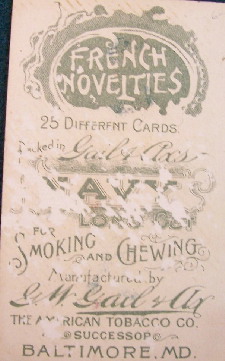 FRENCH
NOVELTIES
25 DIFFERENT CARDS.
Packed in Gail & Ax's
NAVY
LONG CUT
FOR
SMOKING AND CHEWING
Manufactured by
G.W. Gail & Ax
THE AMERICAN TOBACCO CO.
SUCCESSOR
BALTIMORE, MD.